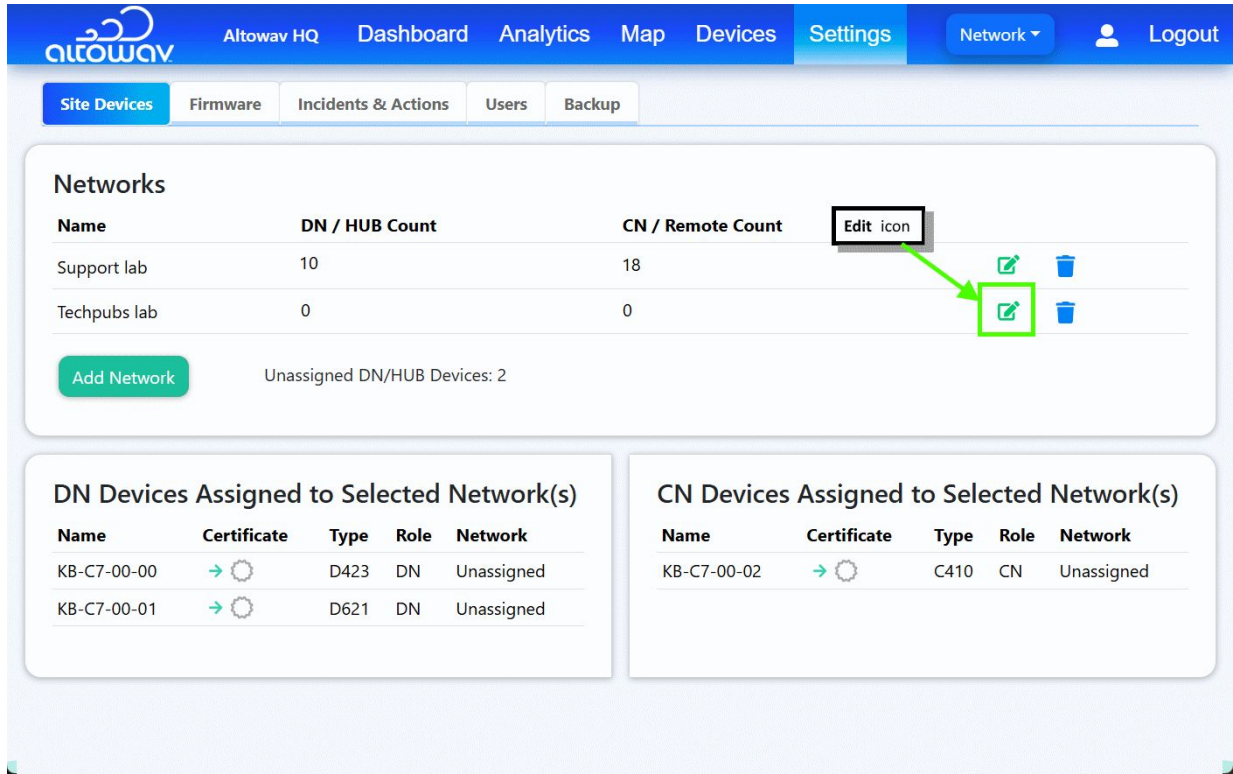 altowav Altowav HQ Dashboard Analytics Map Devices Settings Network Logout
Site Devices Firmware Incidents & Actions Users Backup
Networks
Name DN / HUB Count CN / Remote Count Edit icon
Support lab 10 18
Techpubs lab 0 0
Add Network Unassigned DN/HUB Devices: 2
DN Devices Assigned to Selected Network(s)
Name Certificate Type Role Network
KB-C7-00-00 D423 DN Unassigned
KB-C7-00-01 D621 DN Unassigned
CN Devices Assigned to Selected Network(s)
Name Certificate Type Role Network
KB-C7-00-02 C410 CN Unassigned